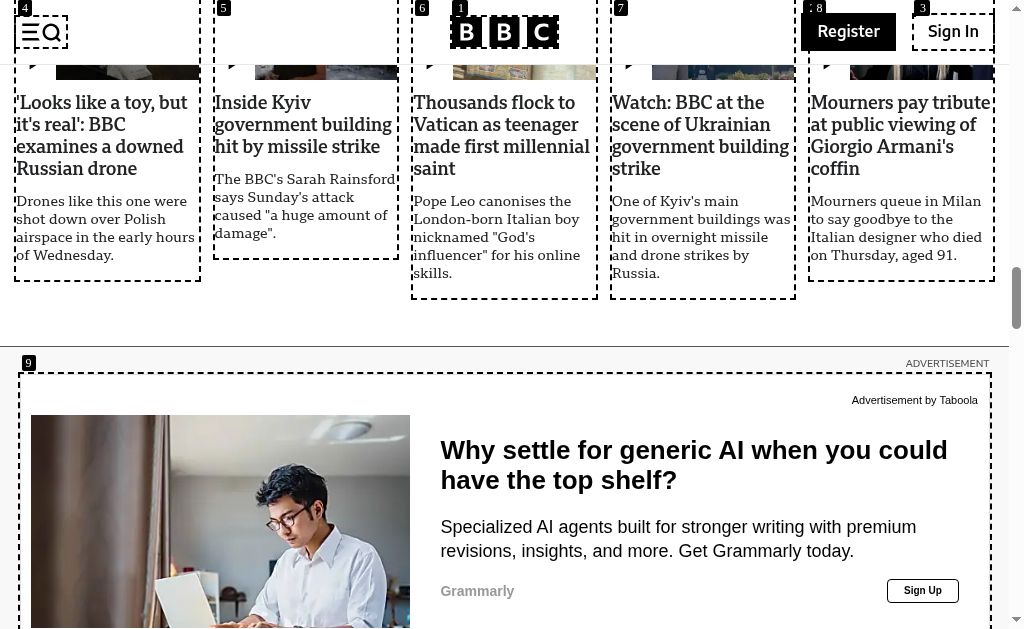 4
5
6
1
7
8
3
BBC
Register
Sign In
'Looks like a toy, but
it's real': BBC
examines a downed
Russian drone
Drones like this one were
shot down over Polish
airspace in the early hours
of Wednesday.
Inside Kyiv
government building
hit by missile strike
The BBC's Sarah Rainsford
says Sunday's attack
caused "a huge amount of
damage".
Thousands flock to
Vatican as teenager
made first millennial
saint
Pope Leo canonises the
London-born Italian boy
nicknamed "God's
influencer" for his online
skills.
Watch: BBC at the
scene of Ukrainian
government building
strike
One of Kyiv's main
government buildings was
hit in overnight missile
and drone strikes by
Russia.
Mourners pay tribute
at public viewing of
Giorgio Armani's
coffin
Mourners queue in Milan
to say goodbye to the
Italian designer who died
on Thursday, aged 91.
9
ADVERTISEMENT
Advertisement by Taboola
Why settle for generic AI when you could
have the top shelf?
Specialized AI agents built for stronger writing with premium
revisions, insights, and more. Get Grammarly today.
Grammarly
Sign Up